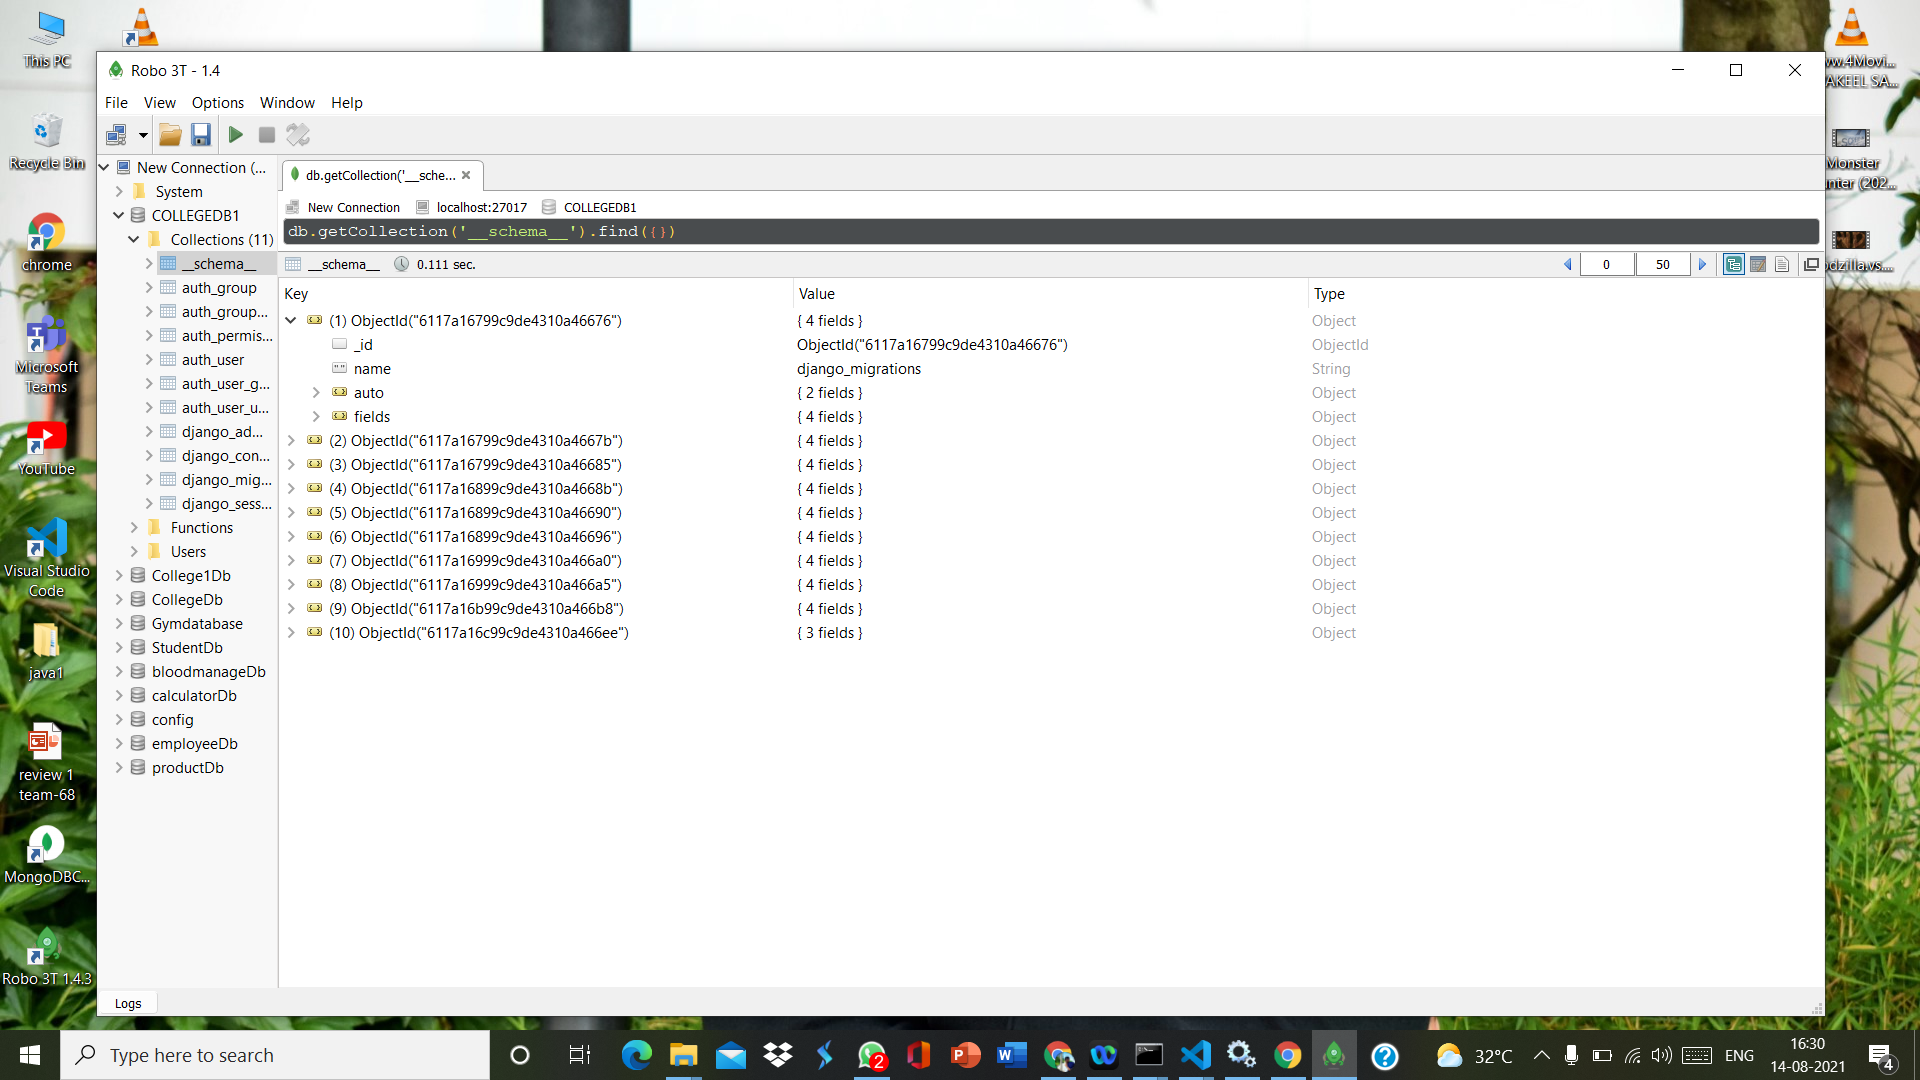 This PC
Recycle Bin
chrome
Microsoft
Teams
YouTube
Visual Studio
Code
java1
review 1
team-68
MongoDBC...
Robo 3T 1.4.3
Robo 3T - 1.4
File View Options Window Help
New Connection (...
System
COLLEGEDB1
Collections (11)
__schema__
auth_group
auth_group...
auth_permis...
auth_user
auth_user_g...
auth_user_u...
django_ad...
django_con...
django_mig...
django_sess...
Functions
Users
College1Db
CollegeDb
Gymdatabase
StudentDb
bloodmanageDb
calculatorDb
config
employeeDb
productDb
db.getCollection('__sche...
New Connection localhost:27017 COLLEGEDB1
db.getCollection('__schema__').find({})
__schema__ 0.111 sec. 0 50
Key Value Type
(1) ObjectId("6117a16799c9de4310a46676") { 4 fields } Object
_id ObjectId("6117a16799c9de4310a46676") ObjectId
name django_migrations String
auto { 2 fields } Object
fields { 4 fields } Object
(2) ObjectId("6117a16799c9de4310a4667b") { 4 fields } Object
(3) ObjectId("6117a16799c9de4310a46685") { 4 fields } Object
(4) ObjectId("6117a16899c9de4310a4668b") { 4 fields } Object
(5) ObjectId("6117a16899c9de4310a46690") { 4 fields } Object
(6) ObjectId("6117a16899c9de4310a46696") { 4 fields } Object
(7) ObjectId("6117a16999c9de4310a466a0") { 4 fields } Object
(8) ObjectId("6117a16999c9de4310a466a5") { 4 fields } Object
(9) ObjectId("6117a16b99c9de4310a466b8") { 4 fields } Object
(10) ObjectId("6117a16c99c9de4310a466ee") { 3 fields } Object
Logs
ww.4Movi...
AKEEL SA...
Monster
nter (202...
dzilla.vs....
Type here to search
2
32°C
ENG
16:30
14-08-2021
4